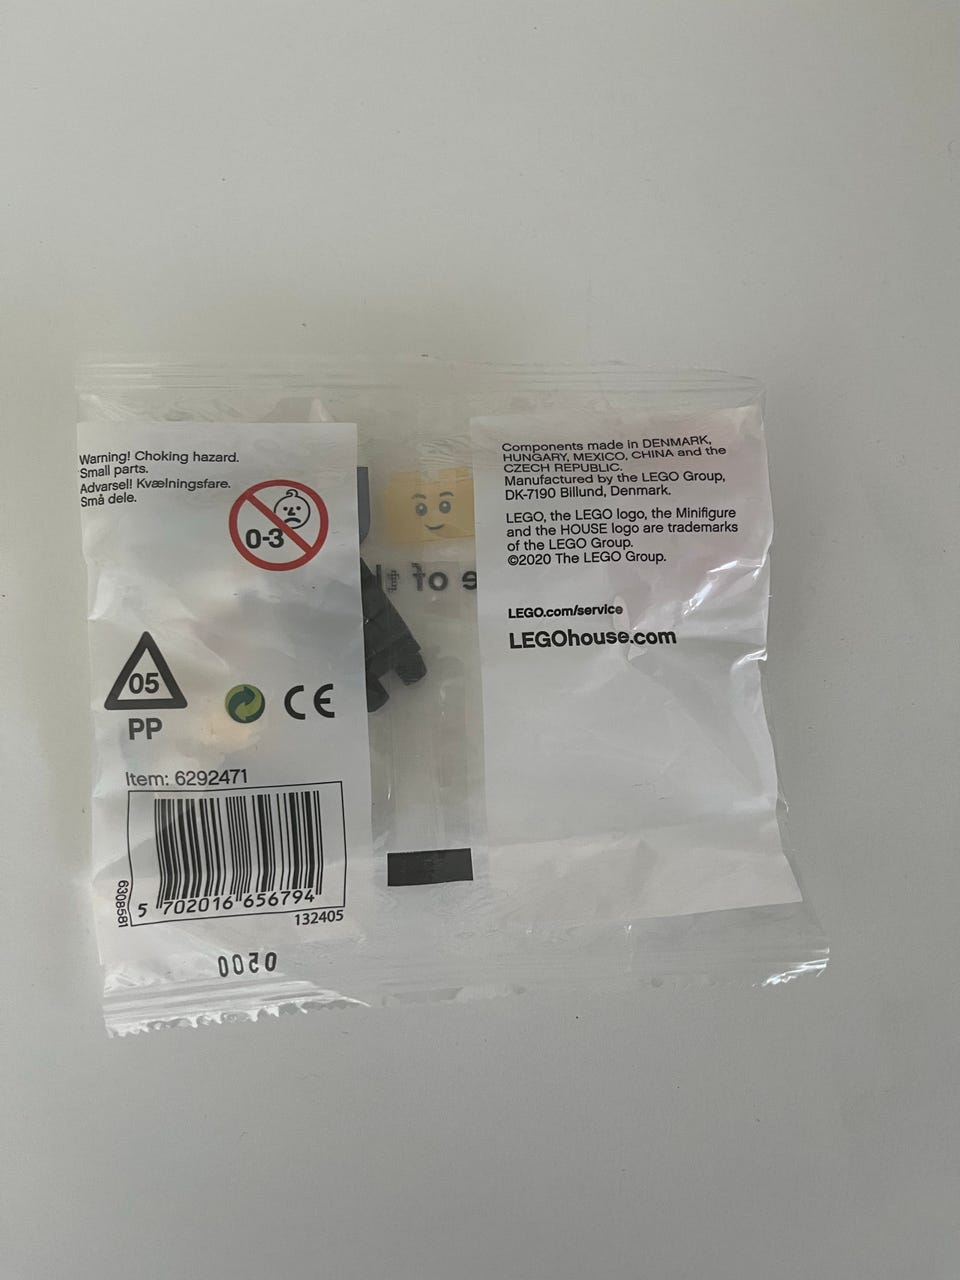 Warning! Choking hazard.
Small parts.
Advarsel! Kvælningsfare.
Små dele.
0-3
05
PP
CE
Item: 6292471
6308581
5 702016 656794
132405
to
Components made in DENMARK,
HUNGARY, MEXICO, CHINA and the
CZECH REPUBLIC.
Manufactured by the LEGO Group,
DK-7190 Billund, Denmark.
LEGO, the LEGO logo, the Minifigure
and the HOUSE logo are trademarks
of the LEGO Group.
©2020 The LEGO Group.
LEGO.com/service
LEGOhouse.com